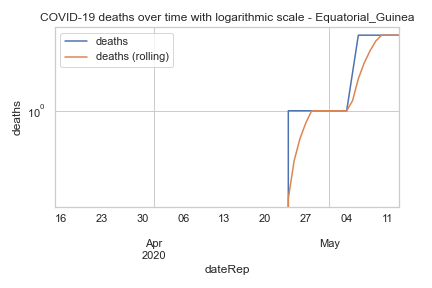 COVID-19 deaths over time with logarithmic scale - Equatorial_Guinea
deaths
deaths (rolling)
deaths
10⁰
16 23 30 06 13 20 27 04 11
Apr May
2020
dateRep